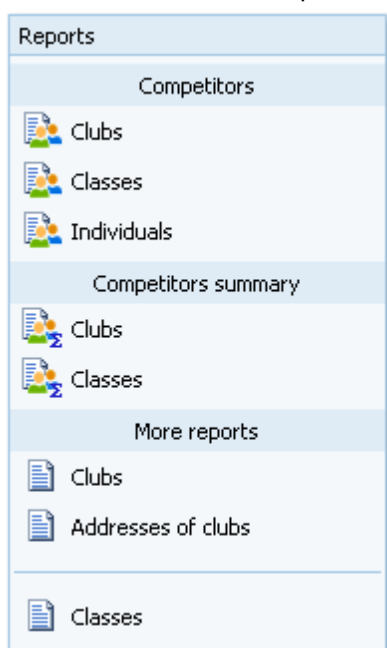 Reports
Competitors
Clubs
Classes
Individuals
Competitors summary
Clubs
Classes
More reports
Clubs
Addresses of clubs
Classes